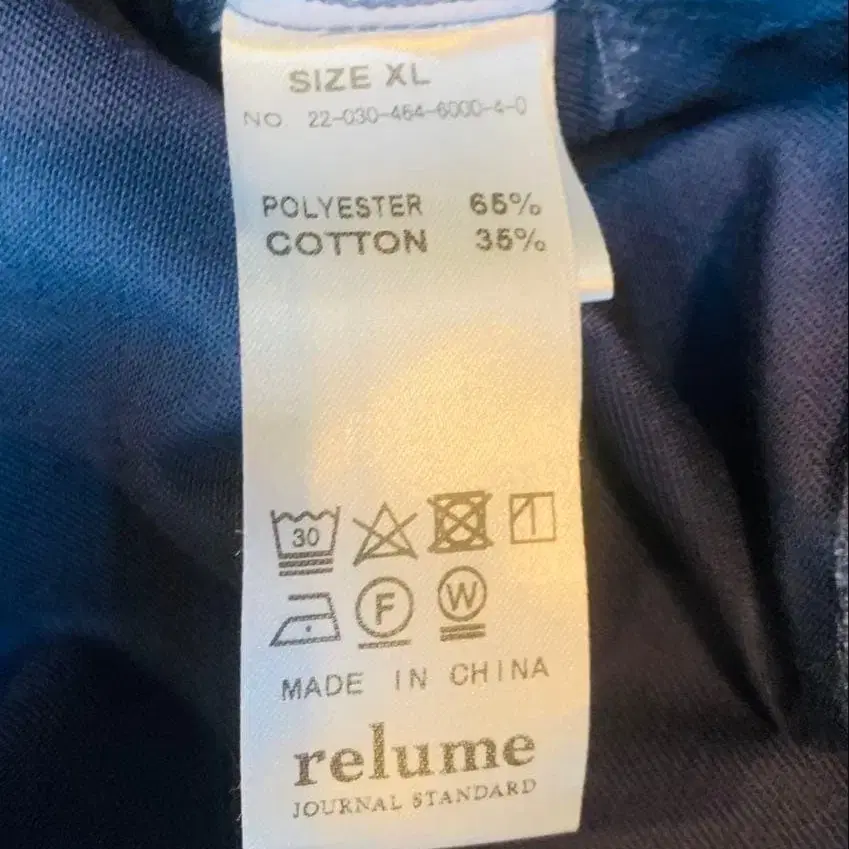 SIZE XL
NO 22-030-464-6000-4-0
POLYESTER 65%
COTTON 35%
30
F W
MADE IN CHINA
relume
JOURNAL STANDARD